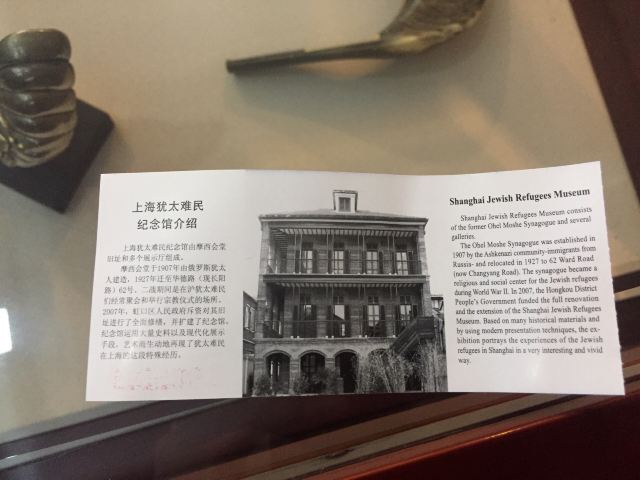 上海犹太难民
纪念馆介绍
上海犹太难民纪念馆由摩西会堂
旧址和多个展示厅组成。
摩西会堂于1907年由俄罗斯犹太
人建造，1927年迁至华德路（现长阳
路）62号。二战期间是在沪犹太难民
们经常聚会和举行宗教仪式的场所。
2007年，虹口区人民政府斥资对其旧
址进行了全面修缮，并扩建了纪念馆。
纪念馆运用大量史料以及现代化展示
手段，艺术而生动地再现了犹太难民
在上海的这段特殊经历。
Shanghai Jewish Refugees Museum
Shanghai Jewish Refugees Museum consists
of the former Ohel Moshe Synagogue and several
galleries.
The Ohel Moshe Synagogue was established in
1907 by the Ashkenazi community-immigrants from
Russia- and relocated in 1927 to 62 Ward Road
(now Changyang Road). The synagogue became a
religious and social center for the Jewish refugees
during World War II. In 2007, the Hongkou District
People's Government funded the full renovation
and the extension of the Shanghai Jewish Refugees
Museum. Based on many historical materials and
by using modern presentation techniques, the ex-
hibition portrays the experiences of the Jewish
refugees in Shanghai in a very interesting and vivid
way.